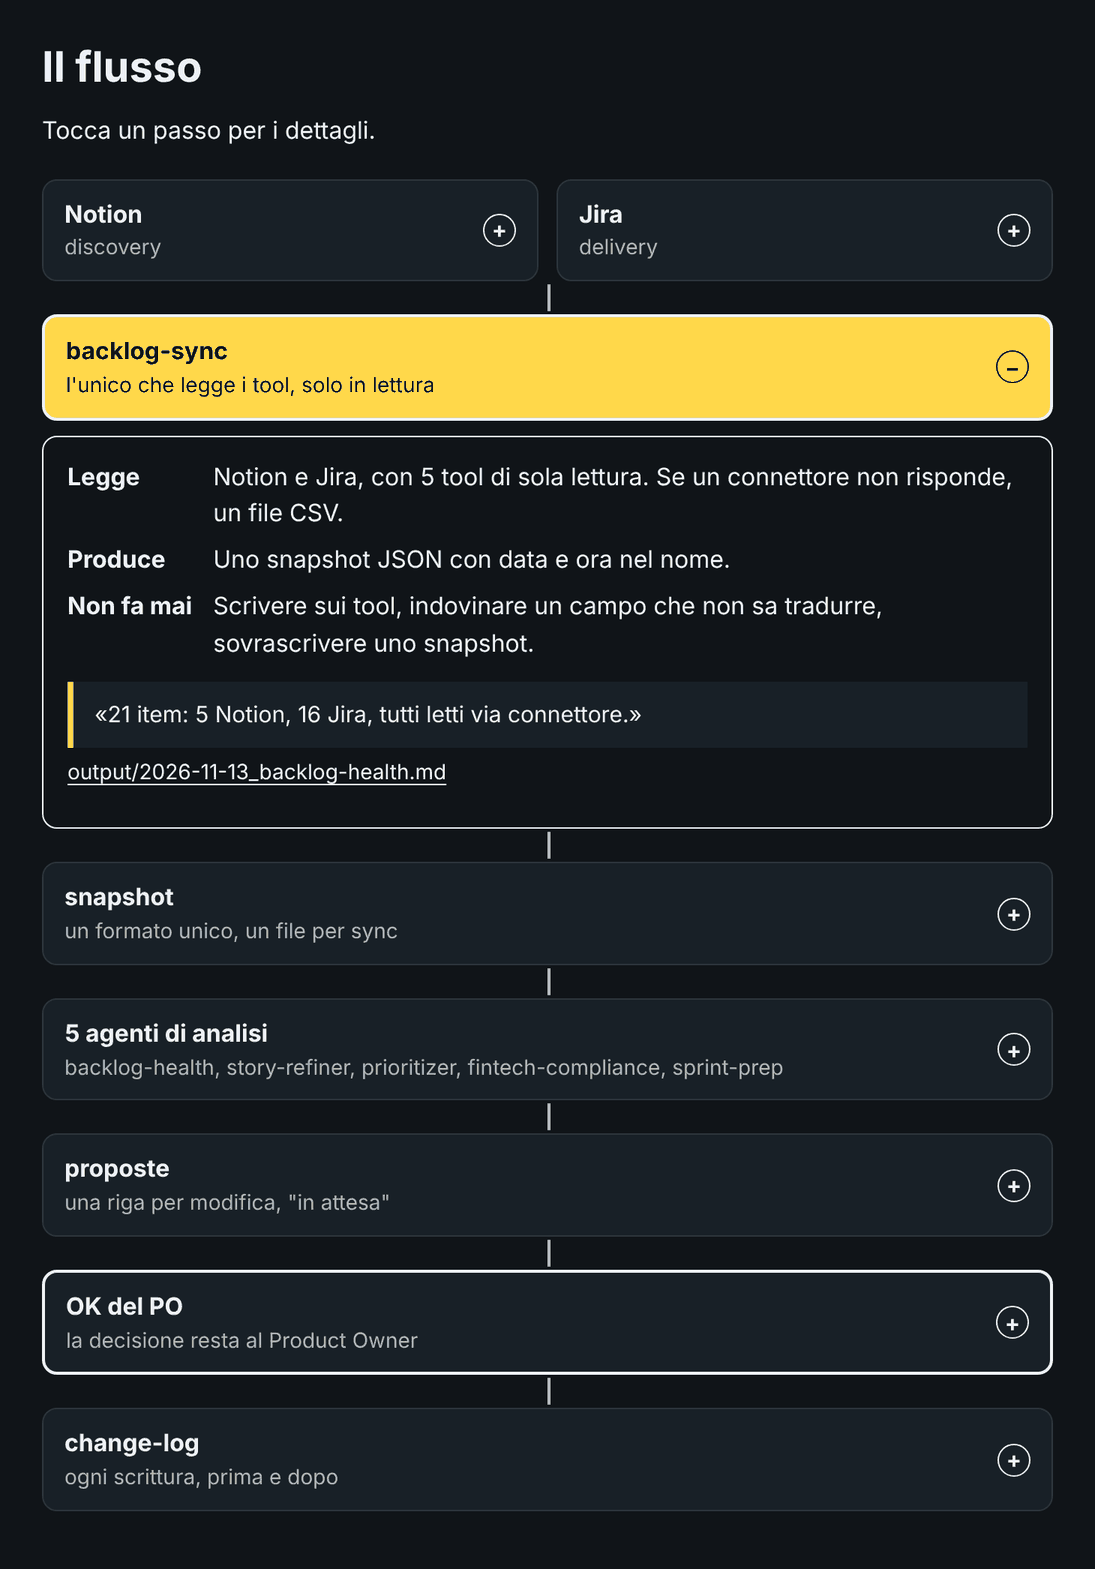 Il flusso
Tocca un passo per i dettagli.
Notion
discovery
+
Jira
delivery
+
backlog-sync
l'unico che legge i tool, solo in lettura
−
Legge
Notion e Jira, con 5 tool di sola lettura. Se un connettore non risponde,
un file CSV.
Produce
Uno snapshot JSON con data e ora nel nome.
Non fa mai
Scrivere sui tool, indovinare un campo che non sa tradurre,
sovrascrivere uno snapshot.
«21 item: 5 Notion, 16 Jira, tutti letti via connettore.»
output/2026-11-13_backlog-health.md
snapshot
un formato unico, un file per sync
+
5 agenti di analisi
backlog-health, story-refiner, prioritizer, fintech-compliance, sprint-prep
+
proposte
una riga per modifica, "in attesa"
+
OK del PO
la decisione resta al Product Owner
+
change-log
ogni scrittura, prima e dopo
+